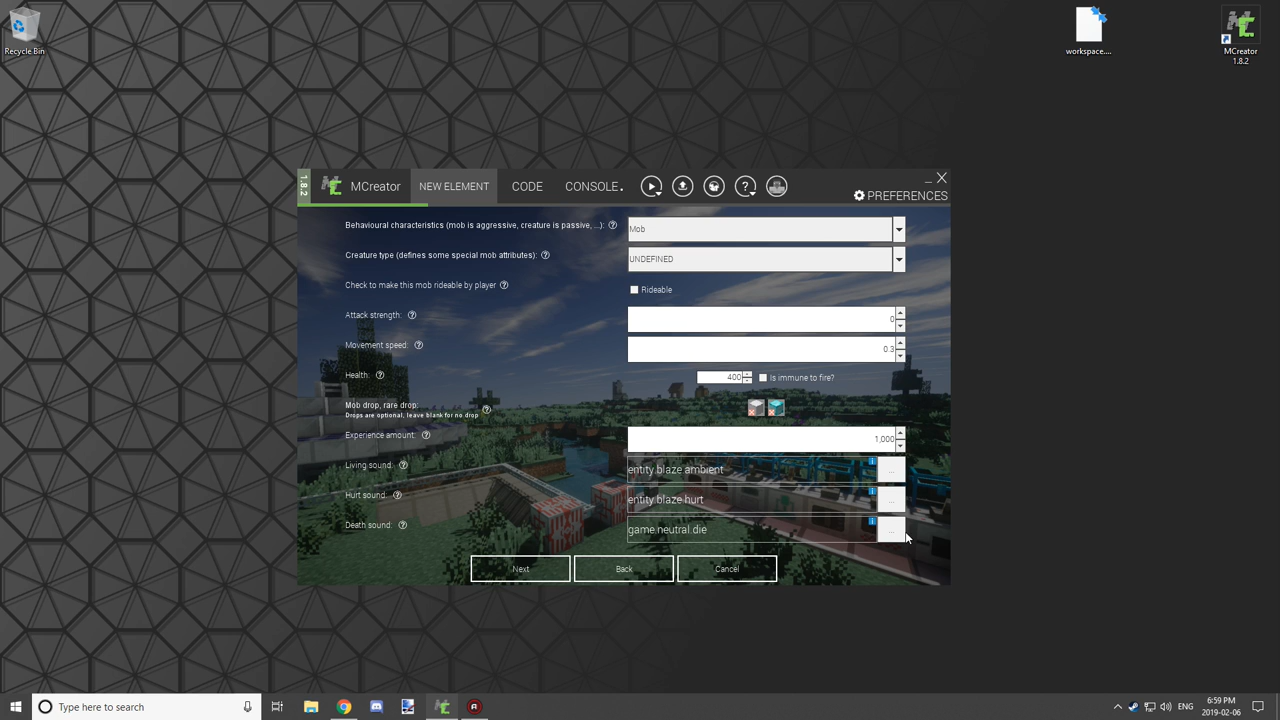 Recycle Bin
workspace....
MCreator
1.8.2
1.8.2
MCreator
NEW ELEMENT
CODE
CONSOLE.
PREFERENCES
Behavioural characteristics (mob is aggressive, creature is passive, ...):
Mob
Creature type (defines some special mob attributes):
UNDEFINED
Check to make this mob rideable by player
Rideable
Attack strength:
0
Movement speed:
0.3
Health:
400
Is immune to fire?
Mob drop, rare drop:
Drops are optional, leave blank for no drop
Experience amount:
1,000
Living sound:
entity.blaze.ambient
...
Hurt sound:
entity.blaze.hurt
...
Death sound:
game.neutral.die
...
Next
Back
Cancel
Type here to search
ENG
6:59 PM
2019-02-06